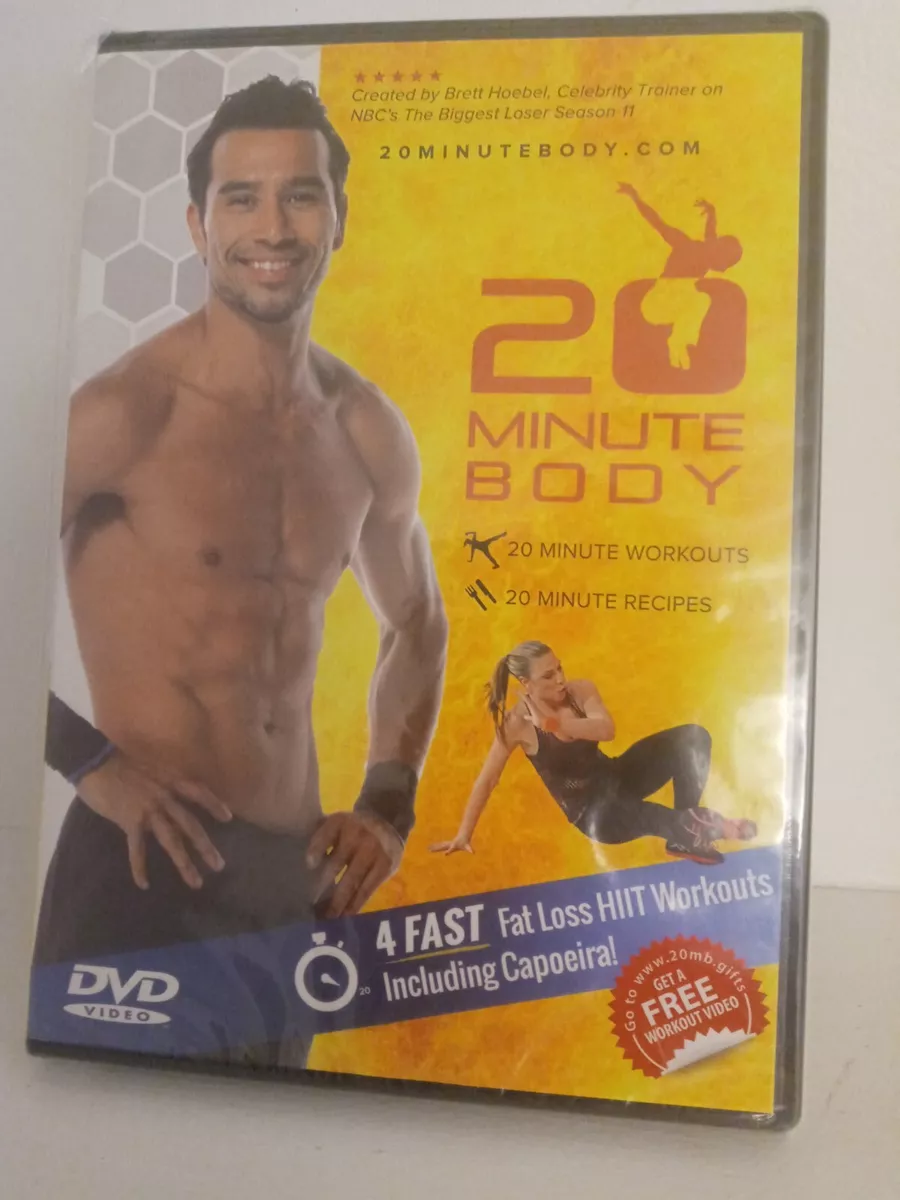 Created by Brett Hoebel, Celebrity Trainer on
NBC's The Biggest Loser Season 11
20MINUTEBODY.COM
20
MINUTE
BODY
20 MINUTE WORKOUTS
20 MINUTE RECIPES
4 FAST Fat Loss HIIT Workouts
Including Capoeira!
20
DVD
VIDEO
Go to www.20mb.gifts
GET A
FREE
WORKOUT VIDEO